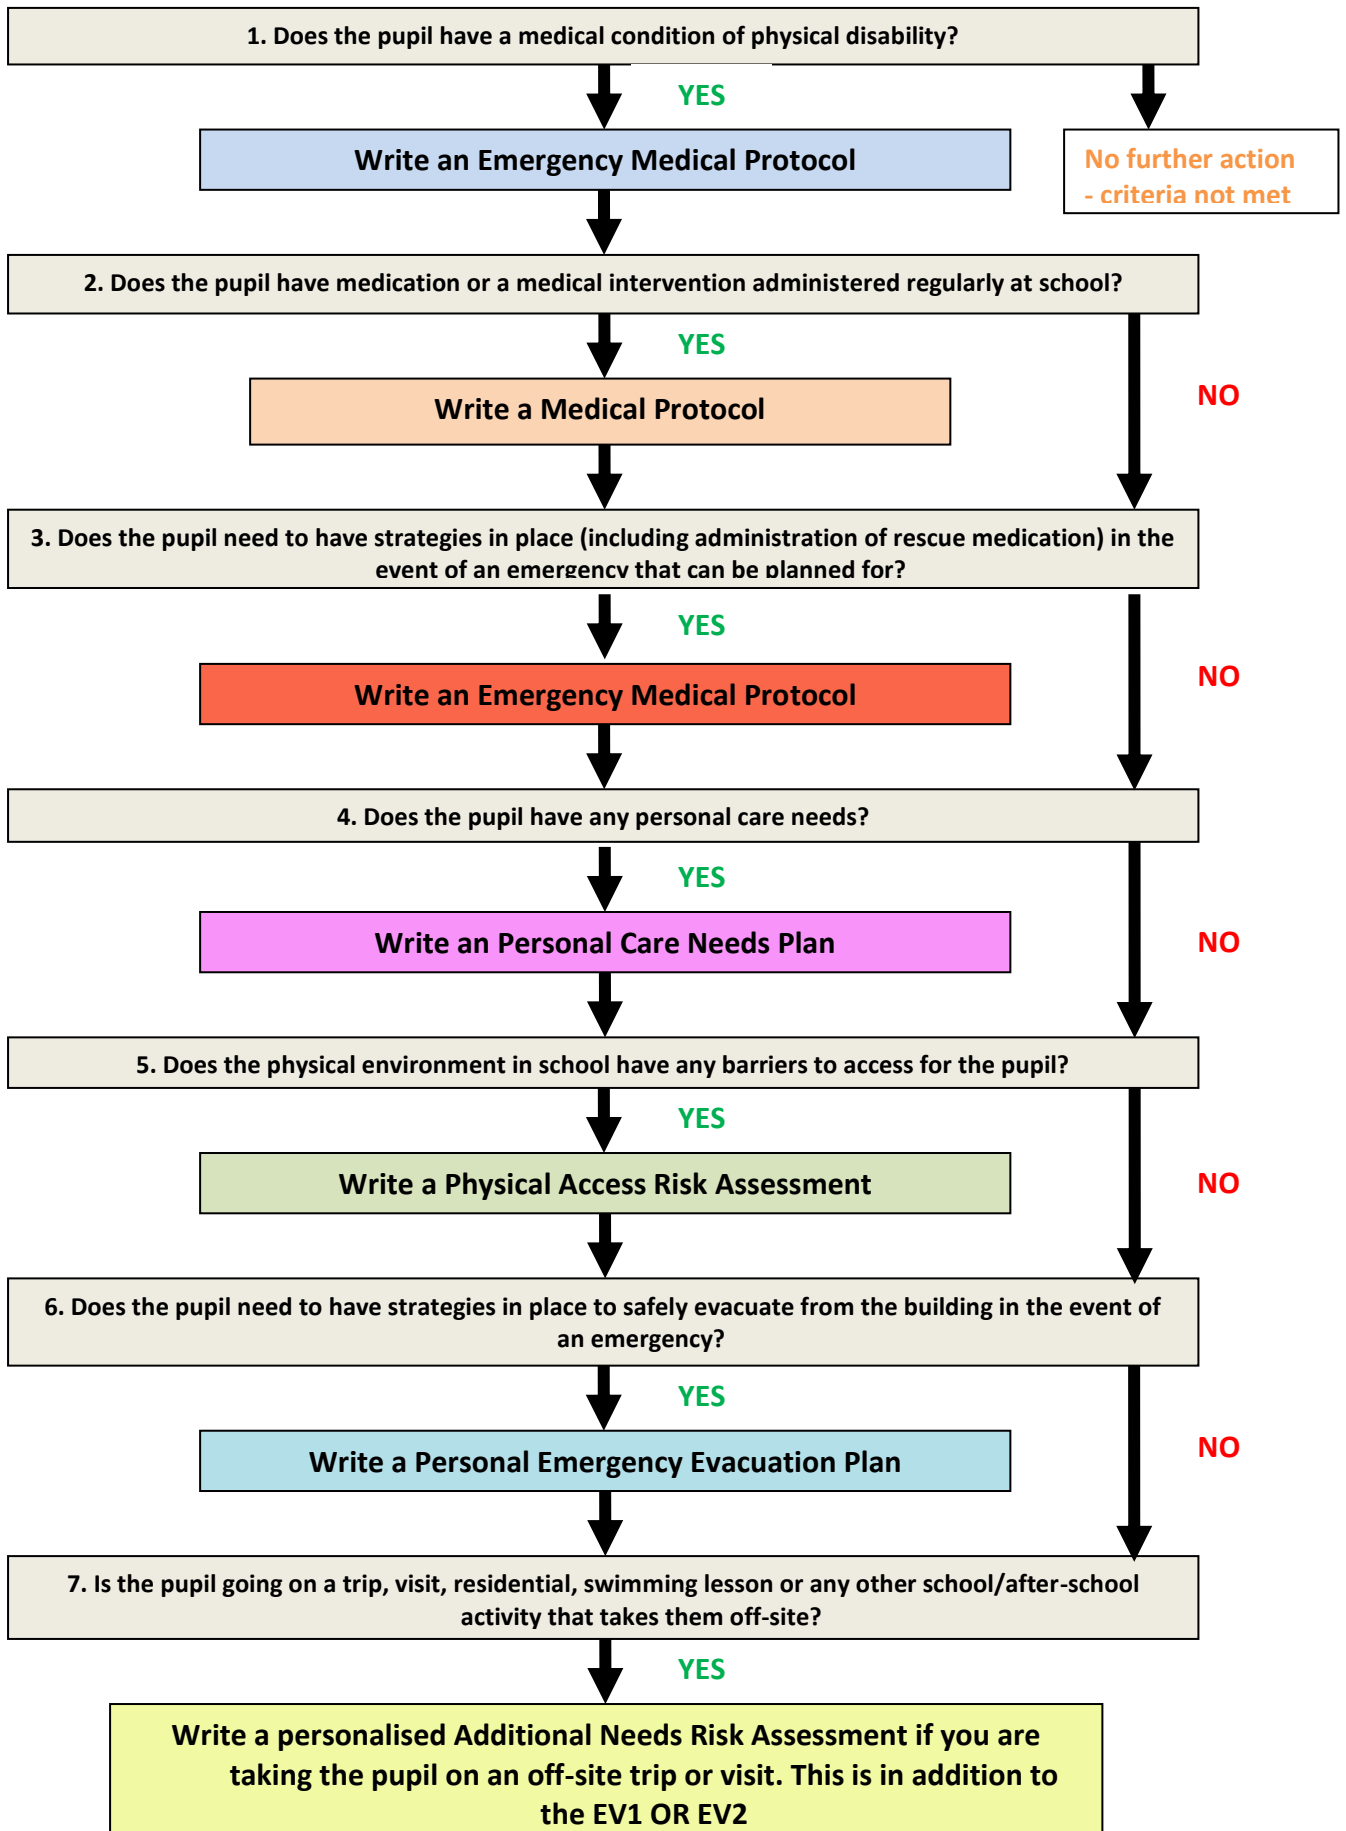 1. Does the pupil have a medical condition of physical disability?
YES
Write an Emergency Medical Protocol
No further action
- criteria not met
2. Does the pupil have medication or a medical intervention administered regularly at school?
YES
NO
Write a Medical Protocol
3. Does the pupil need to have strategies in place (including administration of rescue medication) in the
event of an emergency that can be planned for?
YES
NO
Write an Emergency Medical Protocol
4. Does the pupil have any personal care needs?
YES
Write an Personal Care Needs Plan
NO
5. Does the physical environment in school have any barriers to access for the pupil?
YES
Write a Physical Access Risk Assessment
NO
6. Does the pupil need to have strategies in place to safely evacuate from the building in the event of
an emergency?
YES
NO
Write a Personal Emergency Evacuation Plan
7. Is the pupil going on a trip, visit, residential, swimming lesson or any other school/after-school
activity that takes them off-site?
YES
Write a personalised Additional Needs Risk Assessment if you are
taking the pupil on an off-site trip or visit. This is in addition to
the EV1 OR EV2